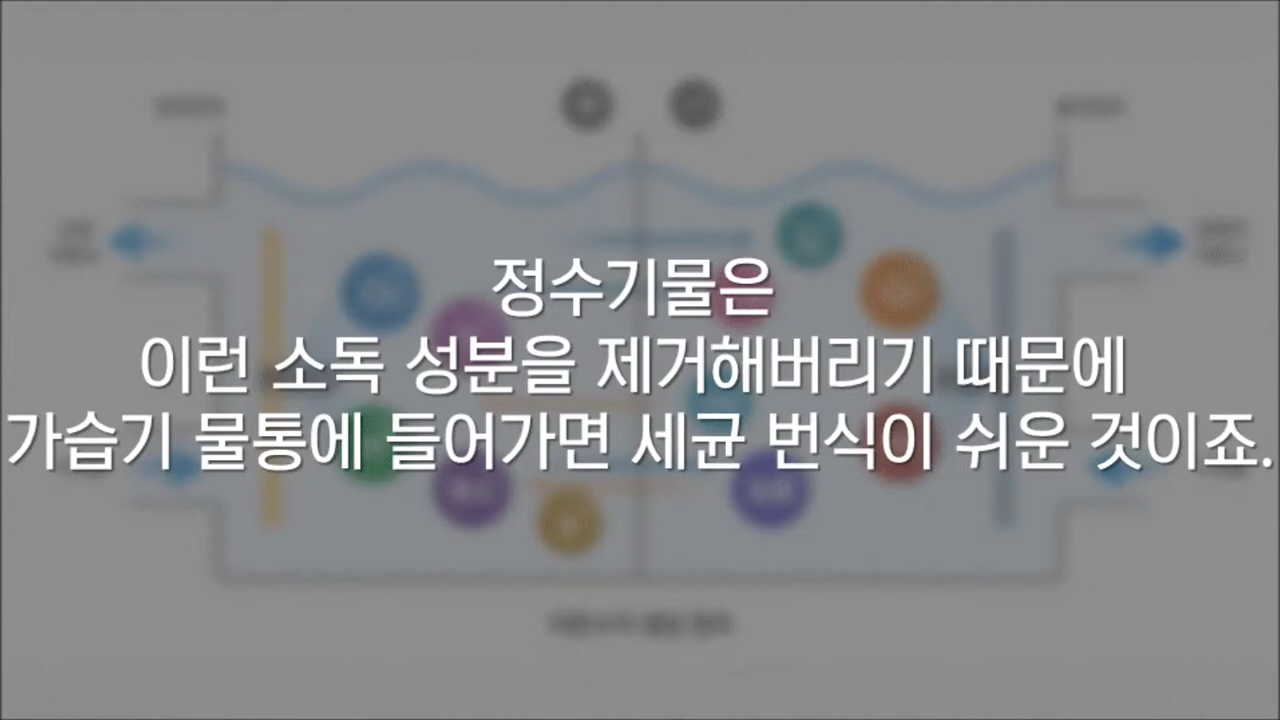 정수기물은
이런 소독 성분을 제거해버리기 때문에
가습기 물통에 들어가면 세균 번식이 쉬운 것이죠.